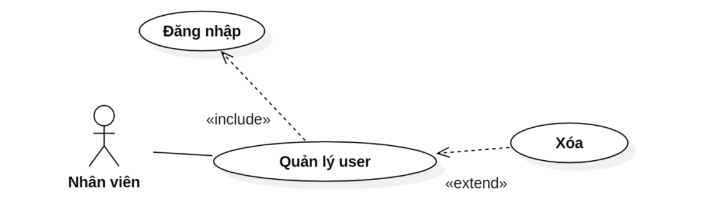 Đăng nhập
«include»
Quản lý user
Xóa
Nhân viên
«extend»